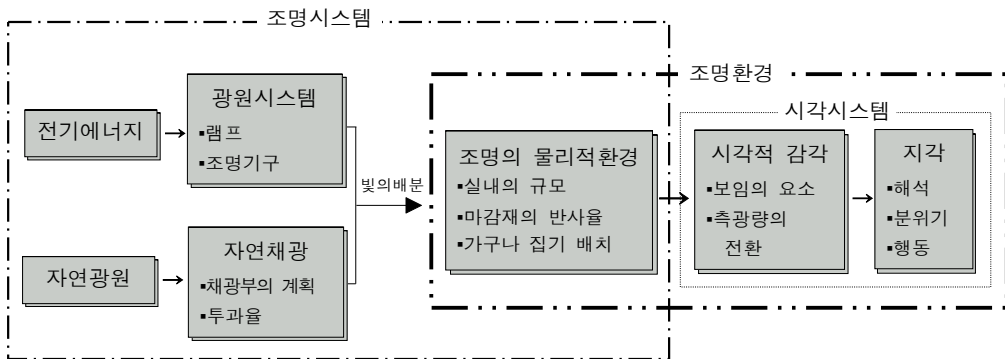 조명시스템
조명환경
시각시스템
전기에너지
광원시스템
▪램프
▪조명기구
자연광원
자연채광
▪채광부의 계획
▪투과율
빛의배분
조명의 물리적환경
▪실내의 규모
▪마감재의 반사율
▪가구나 집기 배치
시각적 감각
▪보임의 요소
▪측광량의
전환
지각
▪해석
▪분위기
▪행동